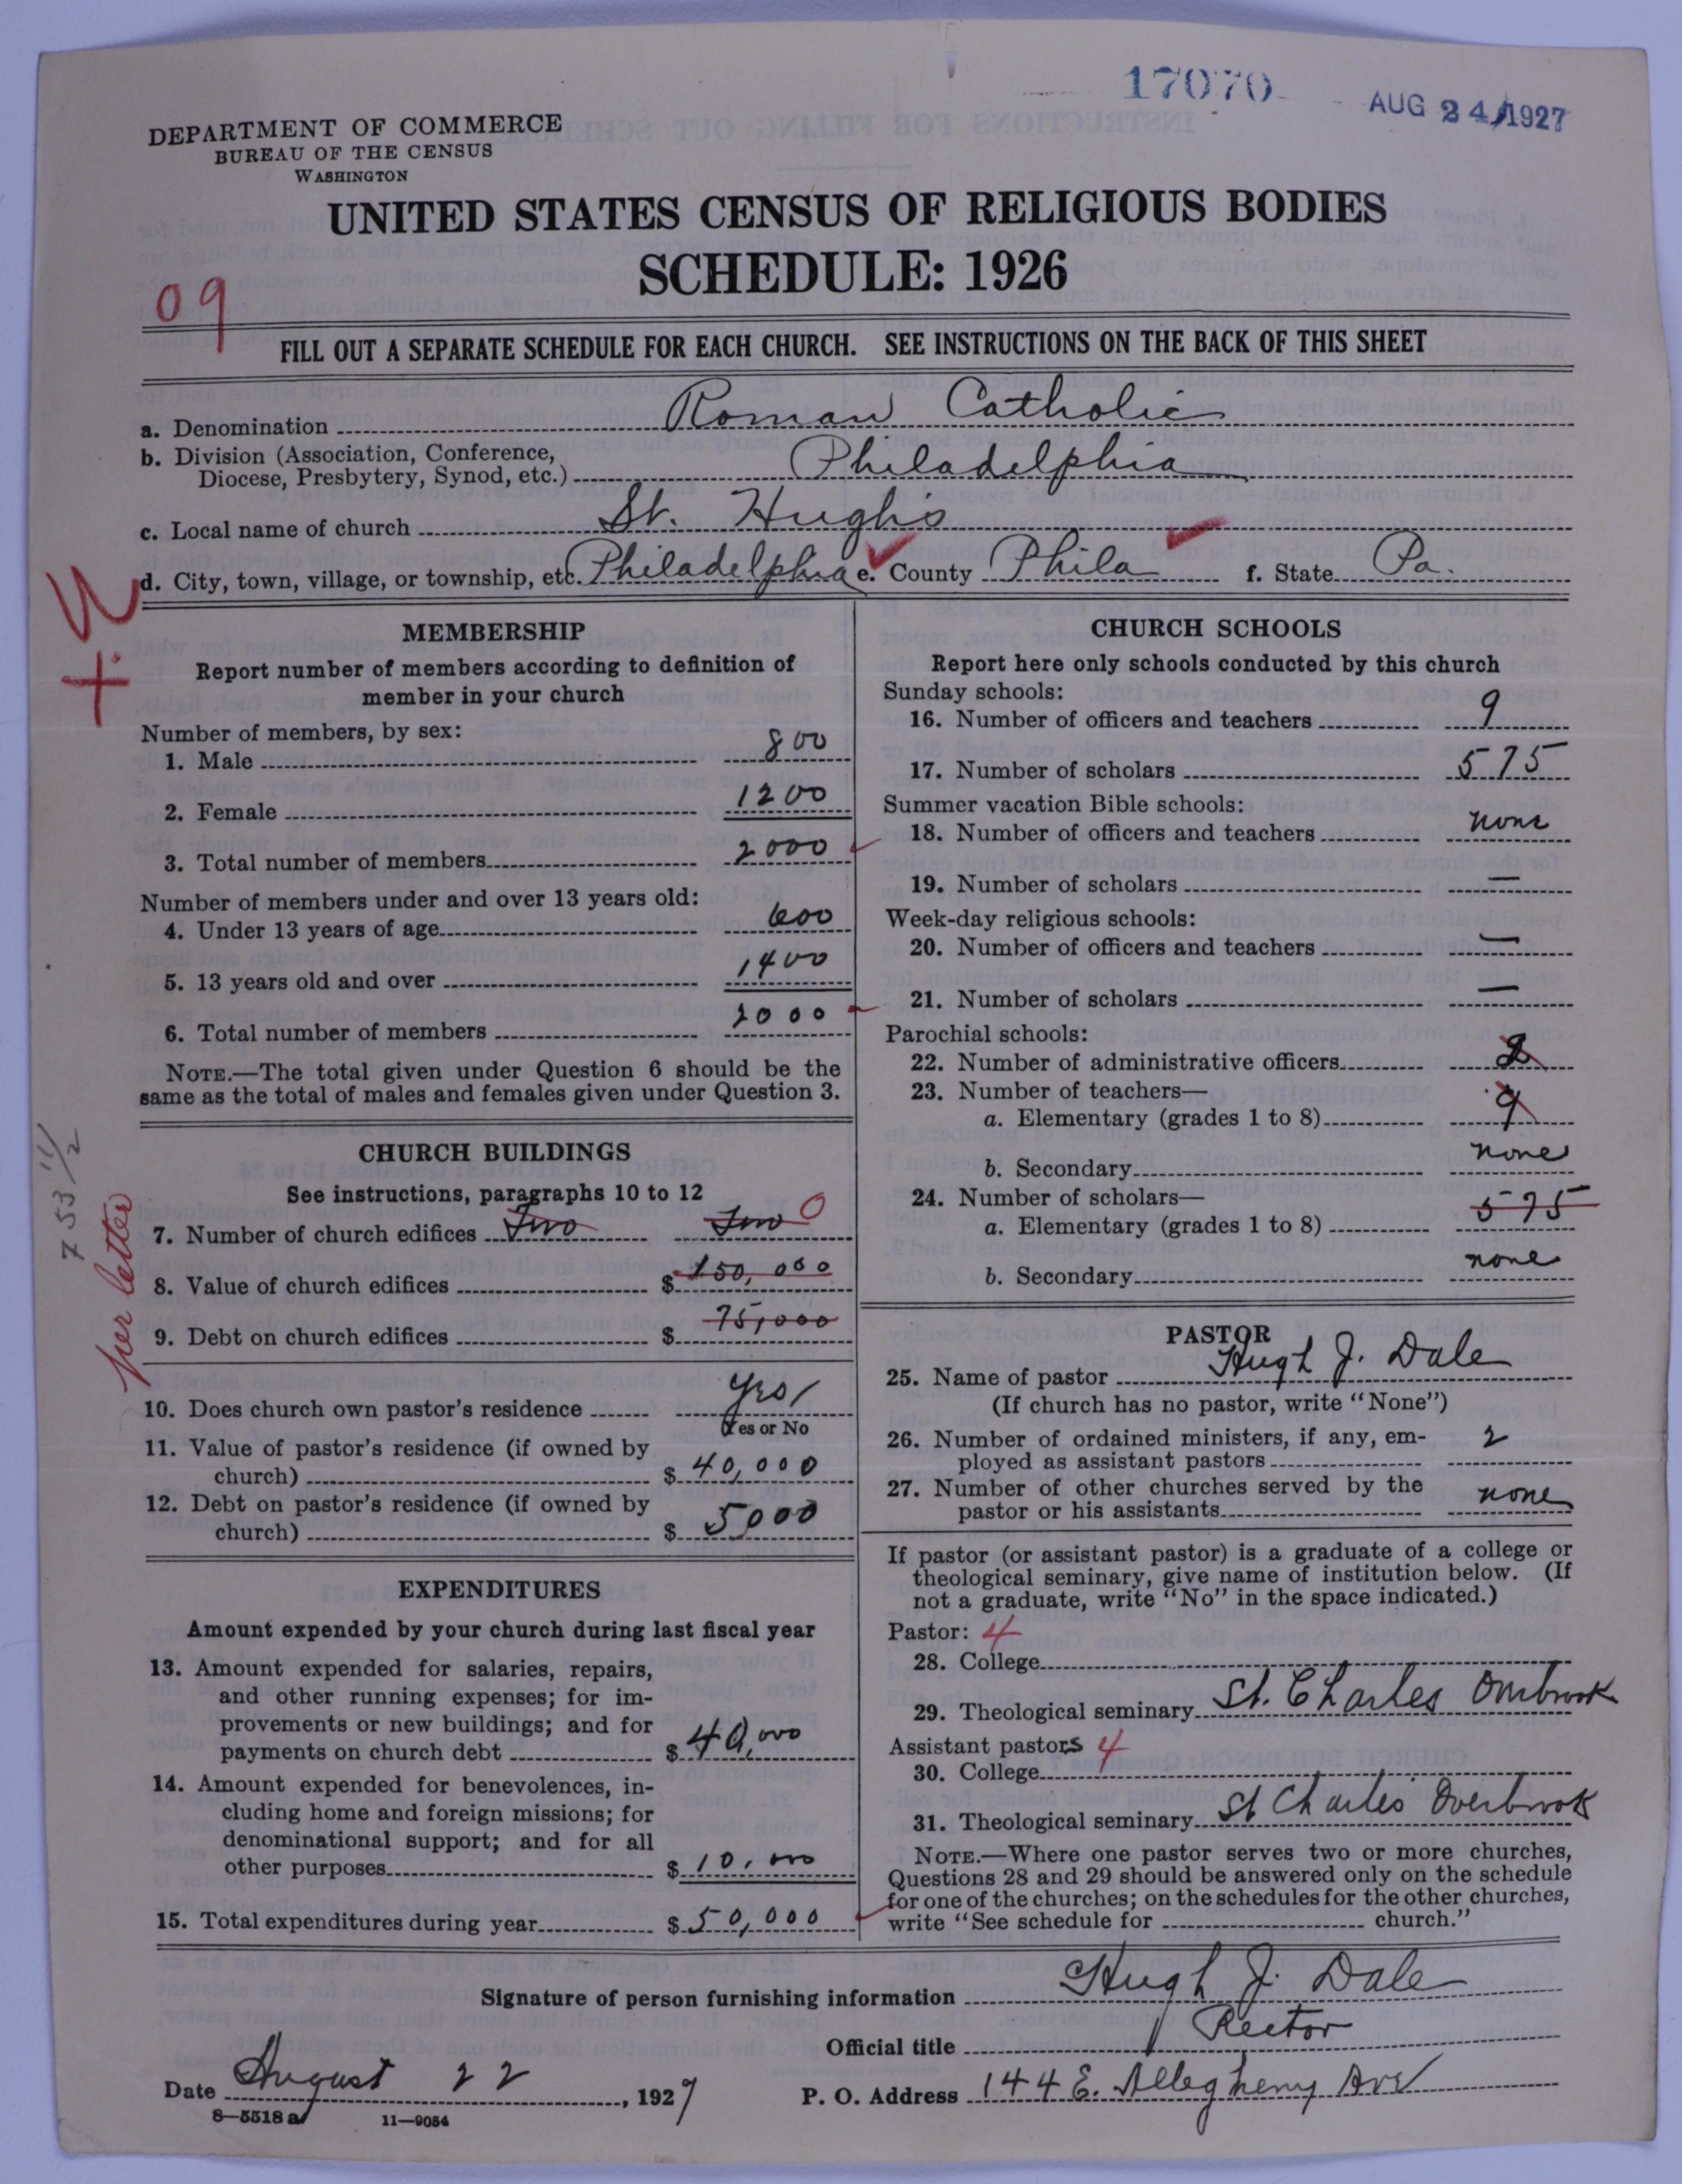 17070
AUG 24 1927
DEPARTMENT OF COMMERCE
BUREAU OF THE CENSUS
WASHINGTON
UNITED STATES CENSUS OF RELIGIOUS BODIES
SCHEDULE: 1926
09
FILL OUT A SEPARATE SCHEDULE FOR EACH CHURCH. SEE INSTRUCTIONS ON THE BACK OF THIS SHEET
a. Denomination Roman Catholic
b. Division (Association, Conference,
Diocese, Presbytery, Synod, etc.) Philadelphia
c. Local name of church St. Hugh's
d. City, town, village, or township, etc. Philadelphia e. County Phila f. State Pa.
MEMBERSHIP
Report number of members according to definition of
member in your church
Number of members, by sex:
1. Male 800
2. Female 1200
3. Total number of members 2000
Number of members under and over 13 years old:
4. Under 13 years of age 600
5. 13 years old and over 1400
6. Total number of members 2000
NOTE.—The total given under Question 6 should be the
same as the total of males and females given under Question 3.
CHURCH BUILDINGS
See instructions, paragraphs 10 to 12
7. Number of church edifices Two Two 0
8. Value of church edifices $ 150,000
9. Debt on church edifices $ 75,000
per letter
10. Does church own pastor's residence Yes
Yes or No
11. Value of pastor's residence (if owned by
church) $ 40,000
12. Debt on pastor's residence (if owned by
church) $ 5000
EXPENDITURES
Amount expended by your church during last fiscal year
13. Amount expended for salaries, repairs,
and other running expenses; for im-
provements or new buildings; and for
payments on church debt $ 40,000
14. Amount expended for benevolences, in-
cluding home and foreign missions; for
denominational support; and for all
other purposes $ 10,000
15. Total expenditures during year $ 50,000
CHURCH SCHOOLS
Report here only schools conducted by this church
Sunday schools:
16. Number of officers and teachers 9
17. Number of scholars 575
Summer vacation Bible schools:
18. Number of officers and teachers none
19. Number of scholars —
Week-day religious schools:
20. Number of officers and teachers —
21. Number of scholars —
Parochial schools:
22. Number of administrative officers 2
23. Number of teachers—
a. Elementary (grades 1 to 8) 9
b. Secondary none
24. Number of scholars—
a. Elementary (grades 1 to 8) 575
b. Secondary none
PASTOR
25. Name of pastor Hugh J. Dale
(If church has no pastor, write "None")
26. Number of ordained ministers, if any, em-
ployed as assistant pastors 2
27. Number of other churches served by the
pastor or his assistants none
If pastor (or assistant pastor) is a graduate of a college or
theological seminary, give name of institution below. (If
not a graduate, write "No" in the space indicated.)
Pastor: 4
28. College
29. Theological seminary St. Charles Overbrook
Assistant pastors 4
30. College
31. Theological seminary St Charles Overbrook
NOTE.—Where one pastor serves two or more churches,
Questions 28 and 29 should be answered only on the schedule
for one of the churches; on the schedules for the other churches,
write "See schedule for church."
Signature of person furnishing information Hugh J. Dale
Official title Rector
Date August 22, 1927 P. O. Address 144 E. Allegheny Ave
8—5518 a 11—9054